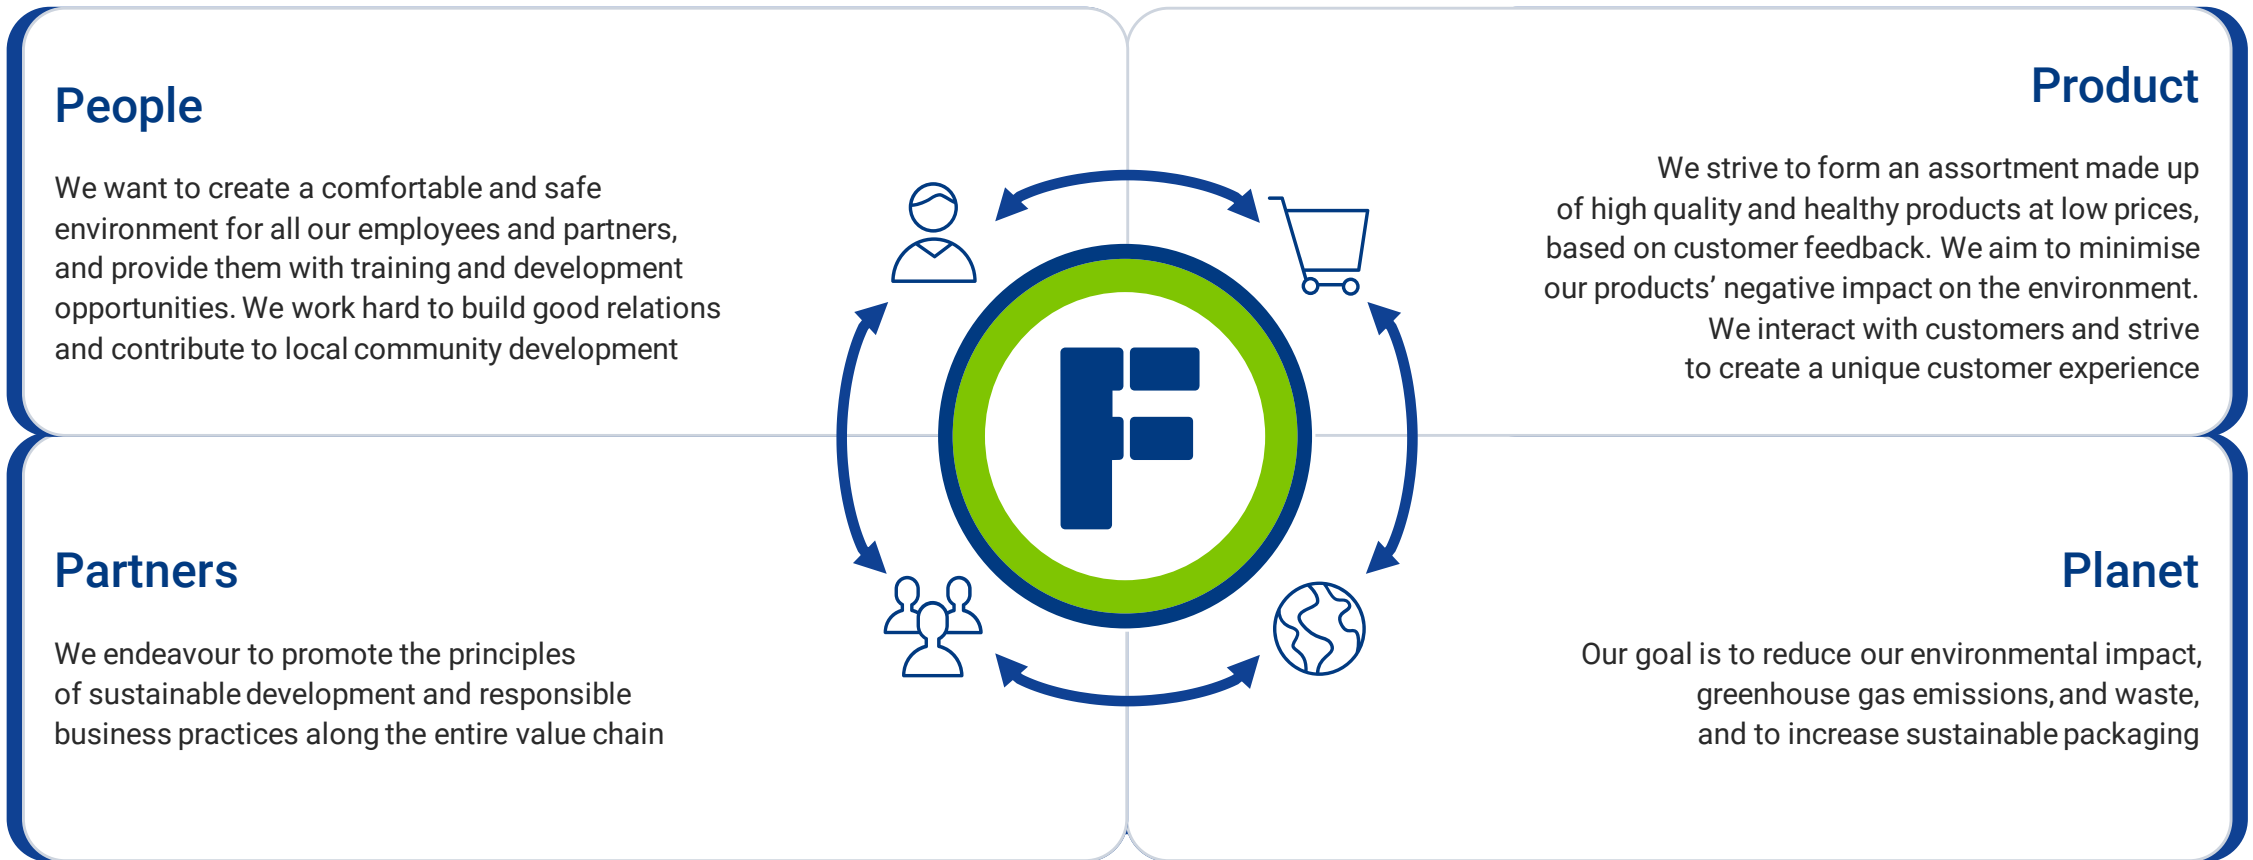 People
We want to create a comfortable and safe
environment for all our employees and partners,
and provide them with training and development
opportunities. We work hard to build good relations
and contribute to local community development
Product
We strive to form an assortment made up
of high quality and healthy products at low prices,
based on customer feedback. We aim to minimise
our products’ negative impact on the environment.
We interact with customers and strive
to create a unique customer experience
F
Partners
We endeavour to promote the principles
of sustainable development and responsible
business practices along the entire value chain
Planet
Our goal is to reduce our environmental impact,
greenhouse gas emissions, and waste,
and to increase sustainable packaging